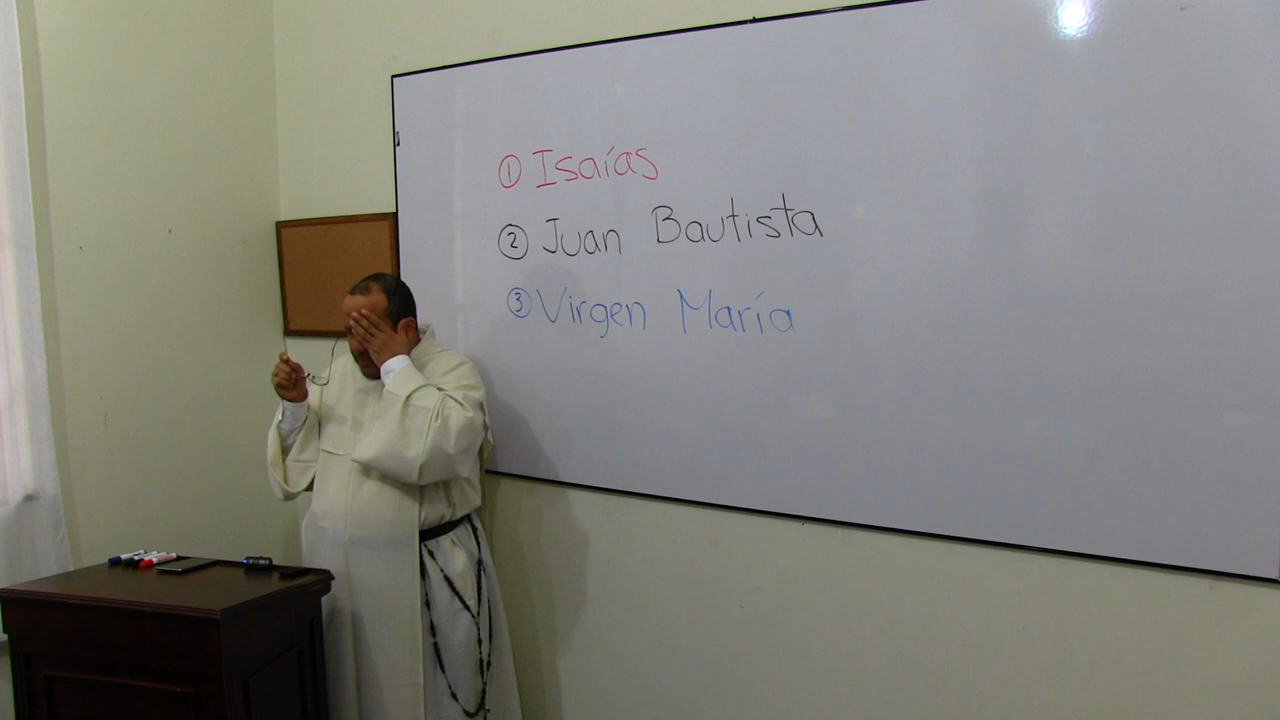 ① Isaías
② Juan Bautista
③ Virgen María